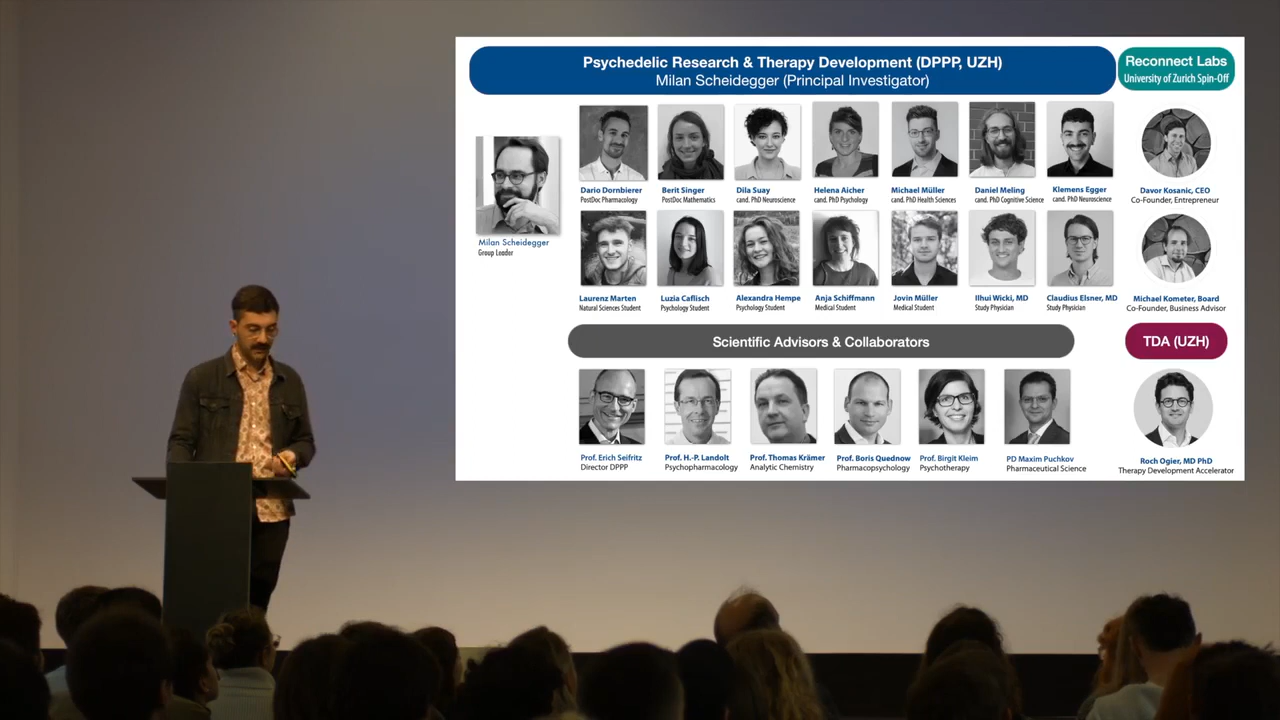 Psychedelic Research & Therapy Development (DPPP, UZH)
Milan Scheidegger (Principal Investigator)
Reconnect Labs
University of Zurich Spin-Off
Milan Scheidegger
Group Leader
Dario Dornbierer
PostDoc Pharmacology
Berit Singer
PostDoc Mathematics
Dila Suay
cand. PhD Neuroscience
Helena Aicher
cand. PhD Psychology
Michael Müller
cand. PhD Health Sciences
Daniel Meling
cand. PhD Cognitive Science
Klemens Egger
cand. PhD Neuroscience
Davor Kosanic, CEO
Co-Founder, Entrepreneur
Laurenz Marten
Natural Sciences Student
Luzia Caflisch
Psychology Student
Alexandra Hempe
Psychology Student
Anja Schiffmann
Medical Student
Jovin Müller
Medical Student
Ilhui Wicki, MD
Study Physician
Claudius Elsner, MD
Study Physician
Michael Kometer, Board
Co-Founder, Business Advisor
Scientific Advisors & Collaborators
TDA (UZH)
Prof. Erich Seifritz
Director DPPP
Prof. H.-P. Landolt
Psychopharmacology
Prof. Thomas Krämer
Analytic Chemistry
Prof. Boris Quednow
Pharmacopsychology
Prof. Birgit Kleim
Psychotherapy
PD Maxim Puchkov
Pharmaceutical Science
Roch Ogier, MD PhD
Therapy Development Accelerator